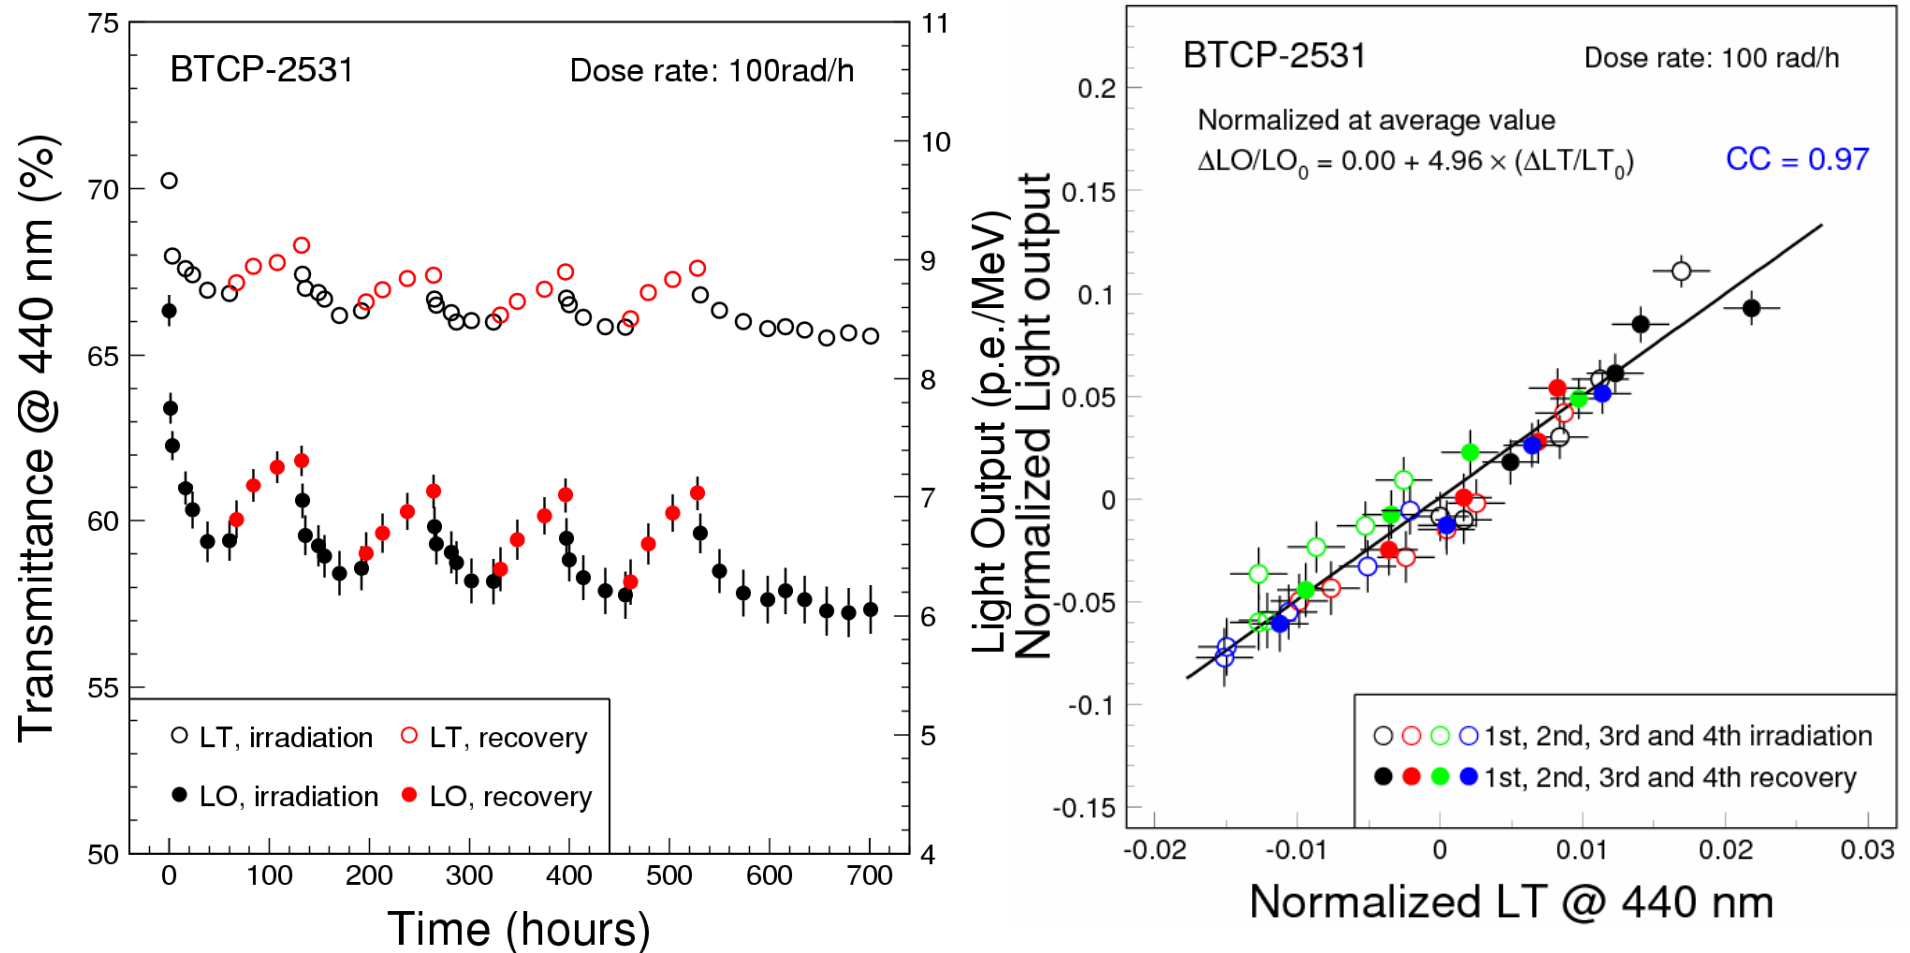 BTCP-2531
Dose rate: 100rad/h
Transmittance @ 440 nm (%)
75
70
65
60
55
50
11
10
9
8
7
6
5
4
Light Output (p.e./MeV)
LT, irradiation
LT, recovery
LO, irradiation
LO, recovery
0 100 200 300 400 500 600 700
Time (hours)
BTCP-2531
Dose rate: 100 rad/h
Normalized at average value
ΔLO/LO₀ = 0.00 + 4.96 × (ΔLT/LT₀)
CC = 0.97
Normalized Light output
0.2
0.15
0.1
0.05
0
-0.05
-0.1
-0.15
1st, 2nd, 3rd and 4th irradiation
1st, 2nd, 3rd and 4th recovery
-0.02 -0.01 0 0.01 0.02 0.03
Normalized LT @ 440 nm